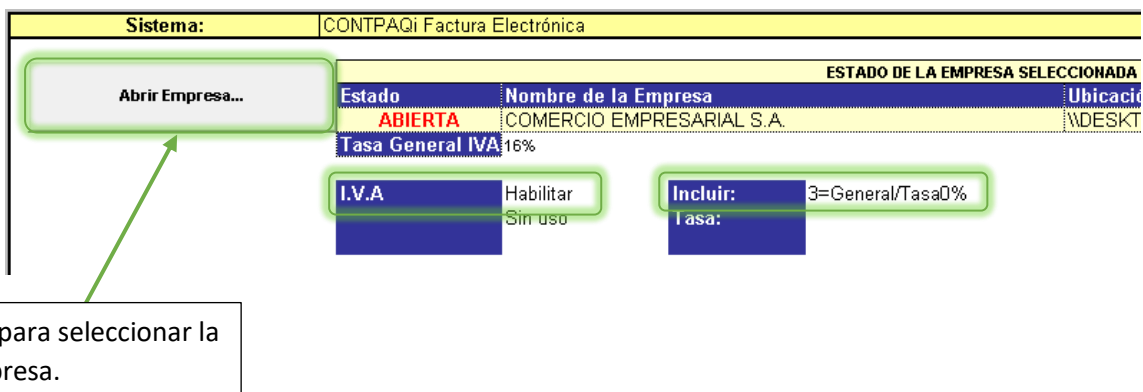 Sistema: CONTPAQi Factura Electrónica
ESTADO DE LA EMPRESA SELECCIONADA
Abrir Empresa...
Estado Nombre de la Empresa
ABIERTA COMERCIO EMPRESARIAL S.A. \\DESKT
Tasa General IVA 16%
I.V.A Habilitar Incluir: 3=General/Tasa0%
Sin uso Tasa:
para seleccionar la